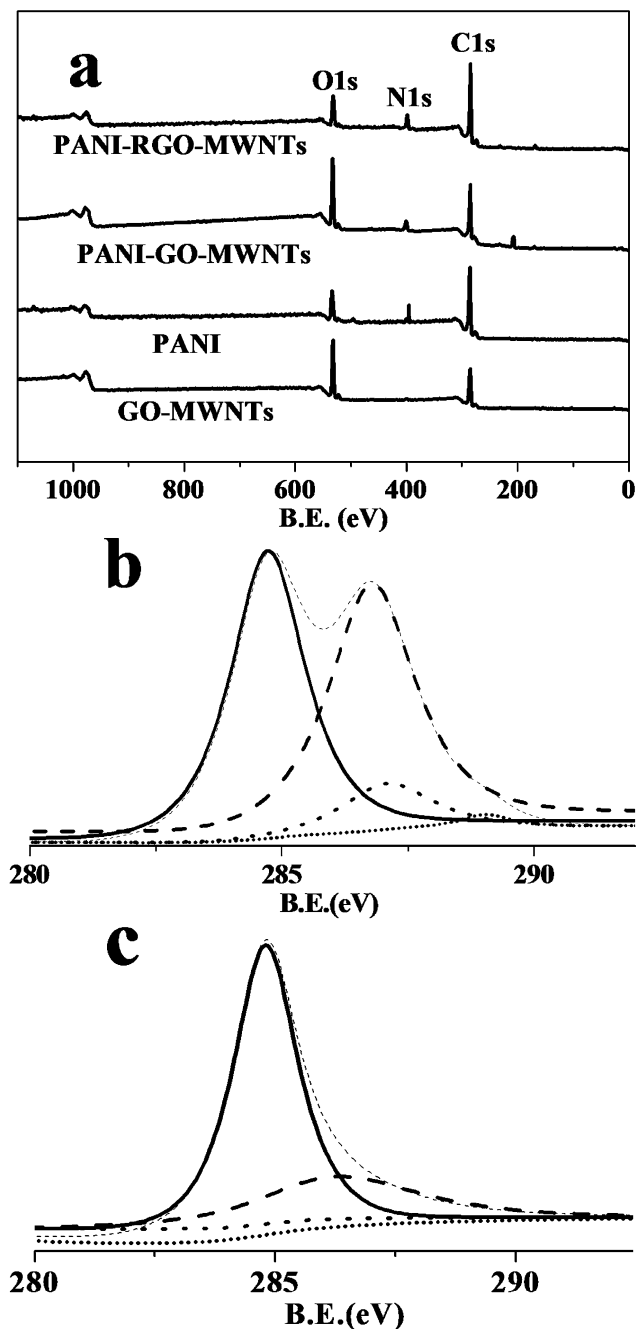 a
C1s
O1s
N1s
PANI-RGO-MWNTs
PANI-GO-MWNTs
PANI
GO-MWNTs
1000 800 600 400 200 0
B.E. (eV)
b
280 285 290
B.E.(eV)
c
280 285 290
B.E.(eV)